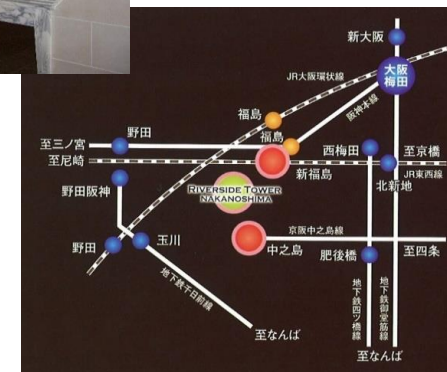 新大阪
大阪
梅田
JR大阪環状線
阪神本線
福島
福島
野田
至三ノ宮
至尼崎
西梅田
至京橋
JR東西線
新福島
北新地
野田阪神
RIVERSIDE TOWER
NAKANOSHIMA
野田
玉川
中之島
京阪中之島線
肥後橋
至四条
地下鉄千日前線
地下鉄四ツ橋線
地下鉄御堂筋線
至なんば
至なんば